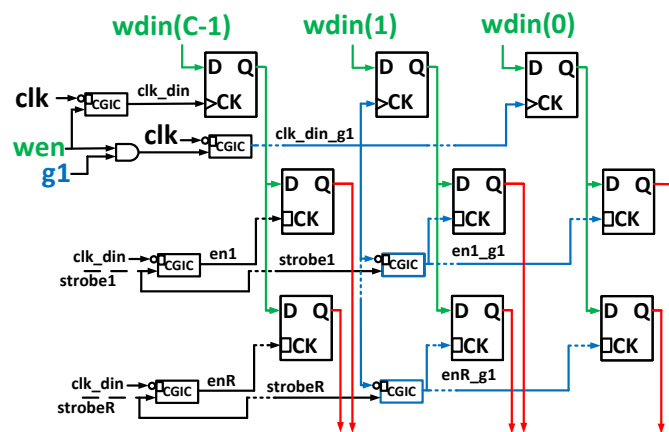 wdin(C-1) wdin(1) wdin(0)
D Q D Q D Q
clk CGIC clk_din CK CK CK
wen clk CGIC clk_din_g1
g1
D Q D Q D Q
CK CK CK
clk_din CGIC en1 strobe1 CGIC en1_g1
strobe1
D Q D Q D Q
CK CK CK
clk_din CGIC enR strobeR CGIC enR_g1
strobeR